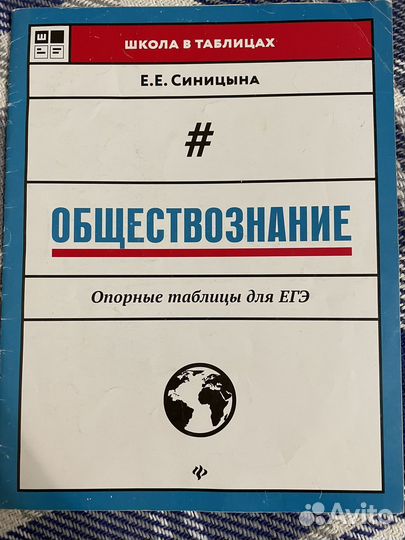 ШКОЛА В ТАБЛИЦАХ
Е.Е. Синицына
#
ОБЩЕСТВОЗНАНИЕ
Опорные таблицы для ЕГЭ
Avito